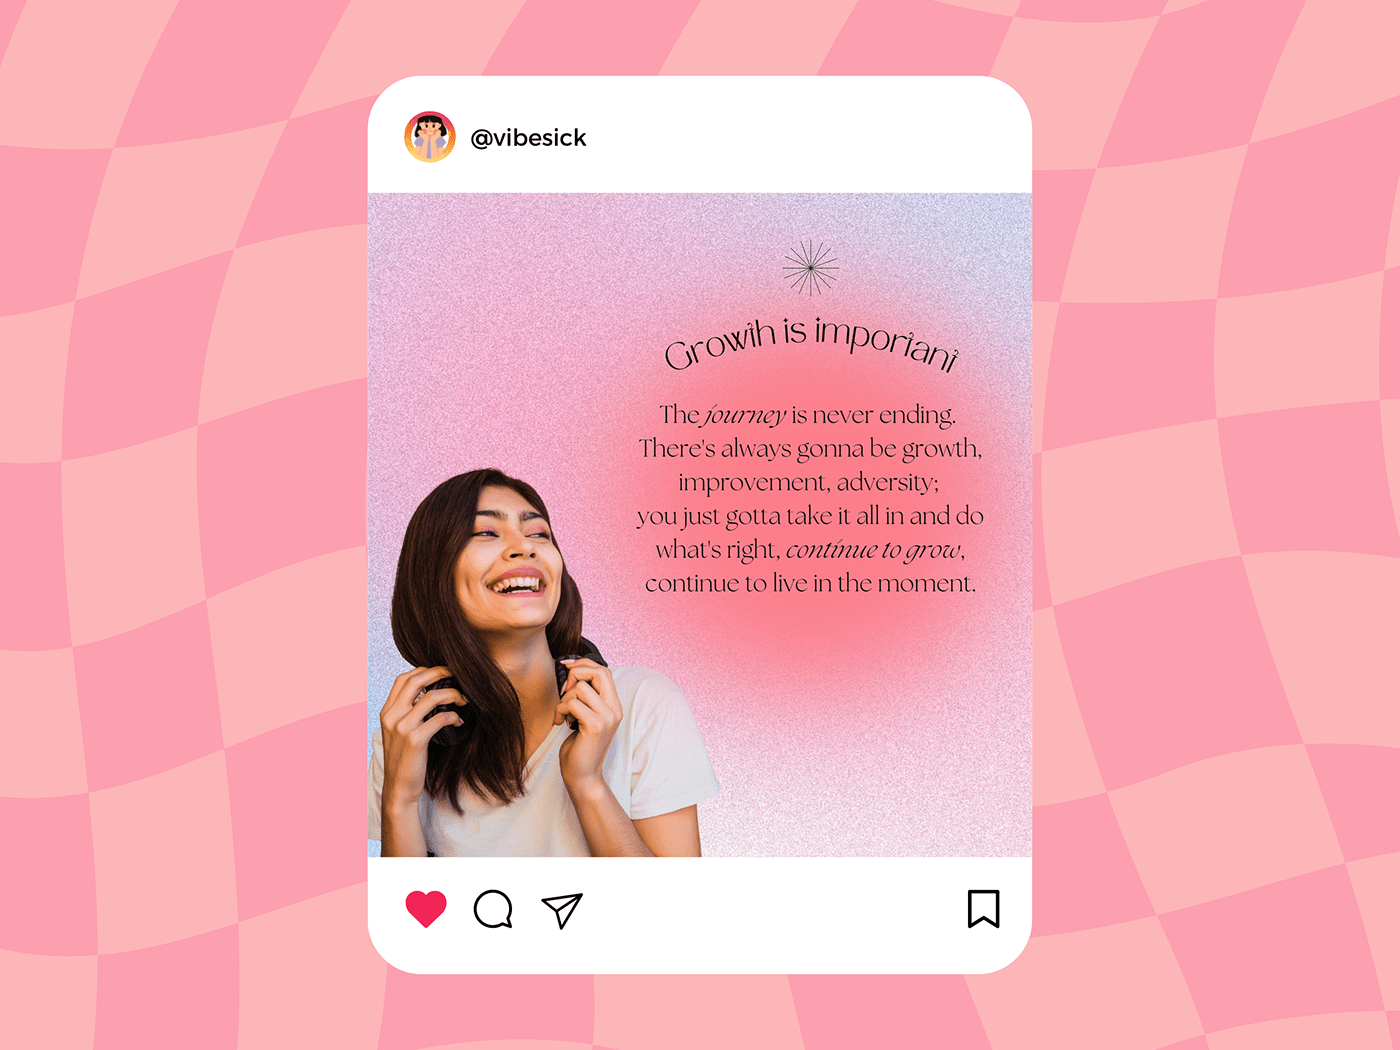 @vibesick
Growth is important
The journey is never ending.
There's always gonna be growth,
improvement, adversity;
you just gotta take it all in and do
what's right, continue to grow,
continue to live in the moment.